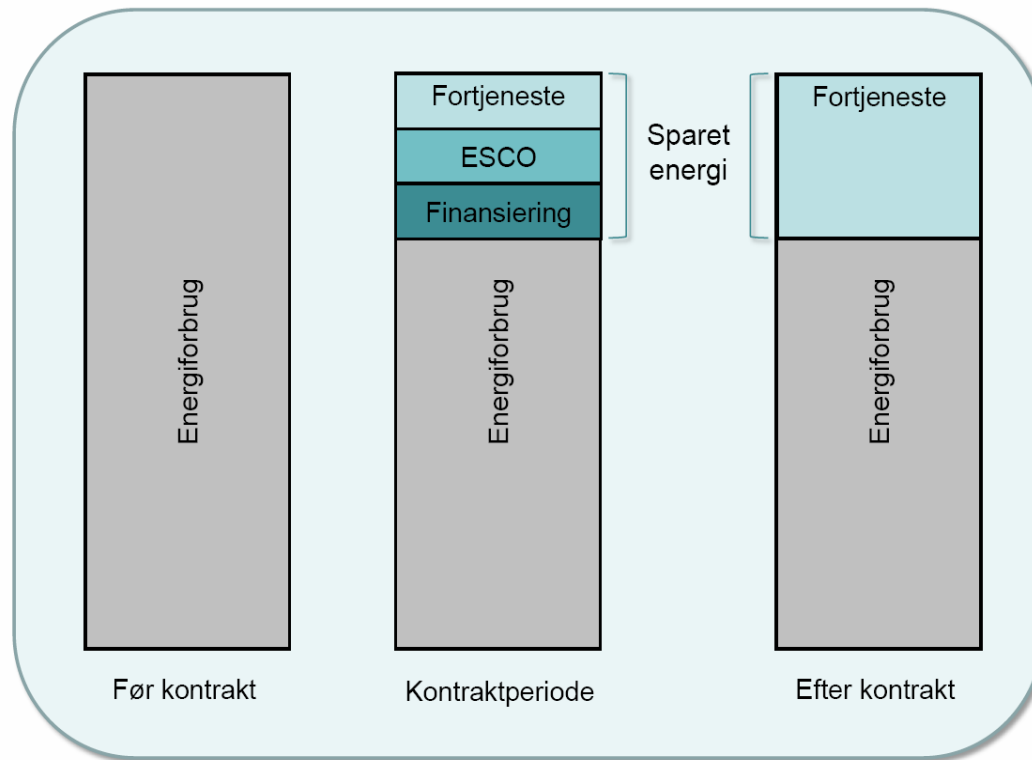 Energiforbrug
Før kontrakt
Fortjeneste
ESCO
Finansiering
Energiforbrug
Kontraktperiode
Sparet
energi
Fortjeneste
Energiforbrug
Efter kontrakt